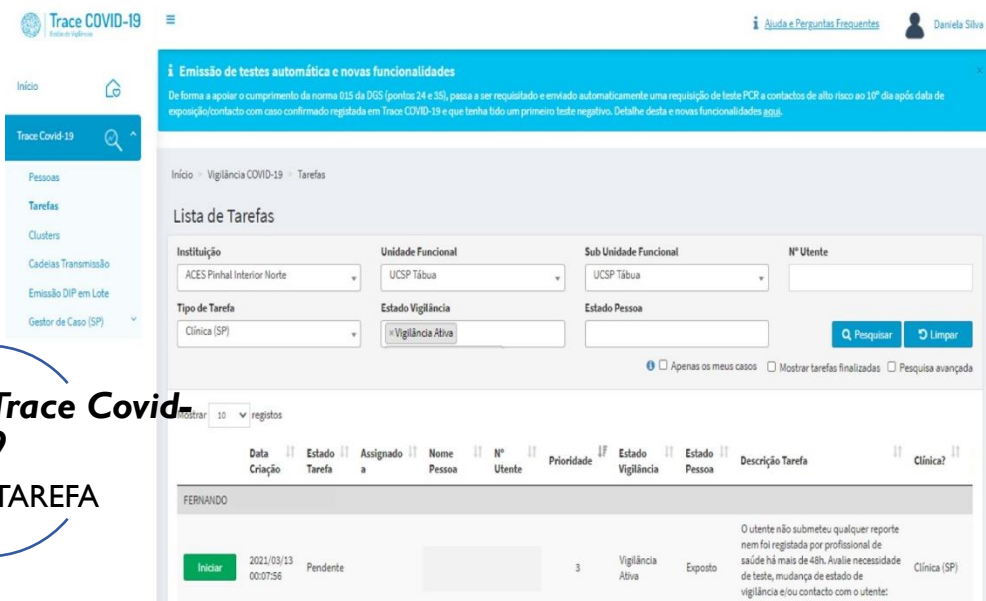 Trace COVID-19
i Ajuda e Perguntas Frequentes
Daniela Silva
Início
Trace Covid-19
Pessoas
Tarefas
Clusters
Cadeias Transmissão
Emissão DIP em Lote
Gestor de Caso (SP)
i Emissão de testes automática e novas funcionalidades
De forma a apoiar o cumprimento da norma 015 da DGS (pontos 24 e 35), passa a ser requisitado e enviado automaticamente uma requisição de teste PCR a contactos de alto risco ao 10º dia após data de
exposição/contacto com caso confirmado registada em Trace COVID-19 e que tenha tido um primeiro teste negativo. Detalhe desta e novas funcionalidades aqui.
Início > Vigilância COVID-19 > Tarefas
Lista de Tarefas
Instituição
Unidade Funcional
Sub Unidade Funcional
Nº Utente
ACES Pinhal Interior Norte
UCSP Tábua
UCSP Tábua
Tipo de Tarefa
Estado Vigilância
Estado Pessoa
Clínica (SP)
×Vigilância Ativa
Pesquisar
Limpar
Apenas os meus casos
Mostrar tarefas finalizadas
Pesquisa avançada
Trace Covid-
9
TAREFA
Mostrar 10 registos
Data Criação
Estado Tarefa
Assignado a
Nome Pessoa
Nº Utente
Prioridade
Estado Vigilância
Estado Pessoa
Descrição Tarefa
Clínica?
FERNANDO
Iniciar
2021/03/13
00:07:56
Pendente
3
Vigilância
Ativa
Exposto
O utente não submeteu qualquer reporte
nem foi registada por profissional de
saúde há mais de 48h. Avalie necessidade
de teste, mudança de estado de
vigilância e/ou contacto com o utente:
Clínica (SP)